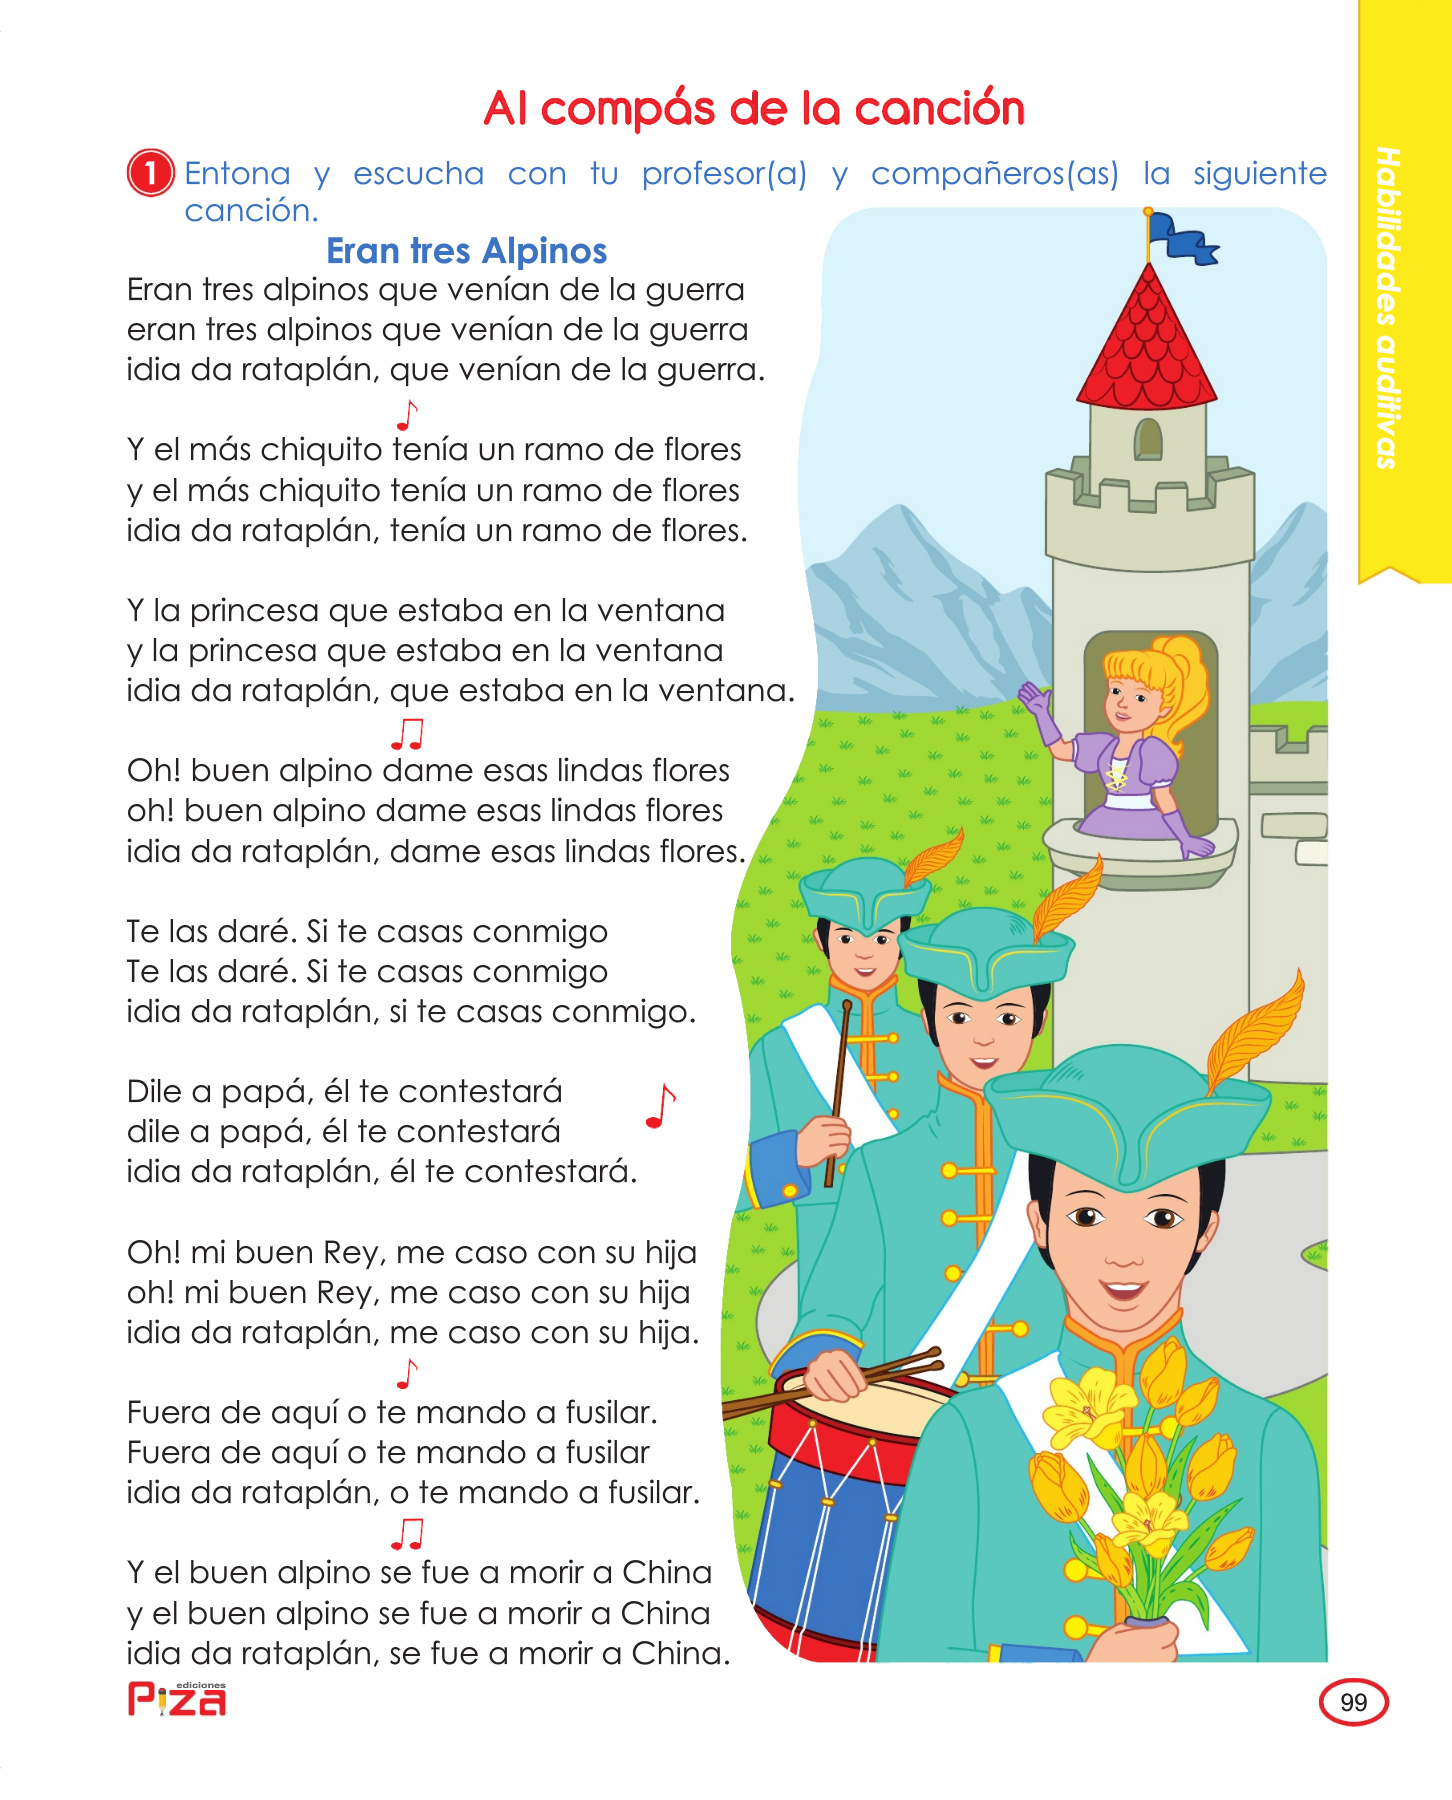 Al compás de la canción
1 Entona y escucha con tu profesor(a) y compañeros(as) la siguiente
canción.
Eran tres Alpinos
Eran tres alpinos que venían de la guerra
eran tres alpinos que venían de la guerra
idia da rataplán, que venían de la guerra.
Y el más chiquito tenía un ramo de flores
y el más chiquito tenía un ramo de flores
idia da rataplán, tenía un ramo de flores.
Y la princesa que estaba en la ventana
y la princesa que estaba en la ventana
idia da rataplán, que estaba en la ventana.
Oh! buen alpino dame esas lindas flores
oh! buen alpino dame esas lindas flores
idia da rataplán, dame esas lindas flores.
Te las daré. Si te casas conmigo
Te las daré. Si te casas conmigo
idia da rataplán, si te casas conmigo.
Dile a papá, él te contestará
dile a papá, él te contestará
idia da rataplán, él te contestará.
Oh! mi buen Rey, me caso con su hija
oh! mi buen Rey, me caso con su hija
idia da rataplán, me caso con su hija.
Fuera de aquí o te mando a fusilar.
Fuera de aquí o te mando a fusilar
idia da rataplán, o te mando a fusilar.
Y el buen alpino se fue a morir a China
y el buen alpino se fue a morir a China
idia da rataplán, se fue a morir a China.
Habilidades auditivas
ediciones
Piza
99